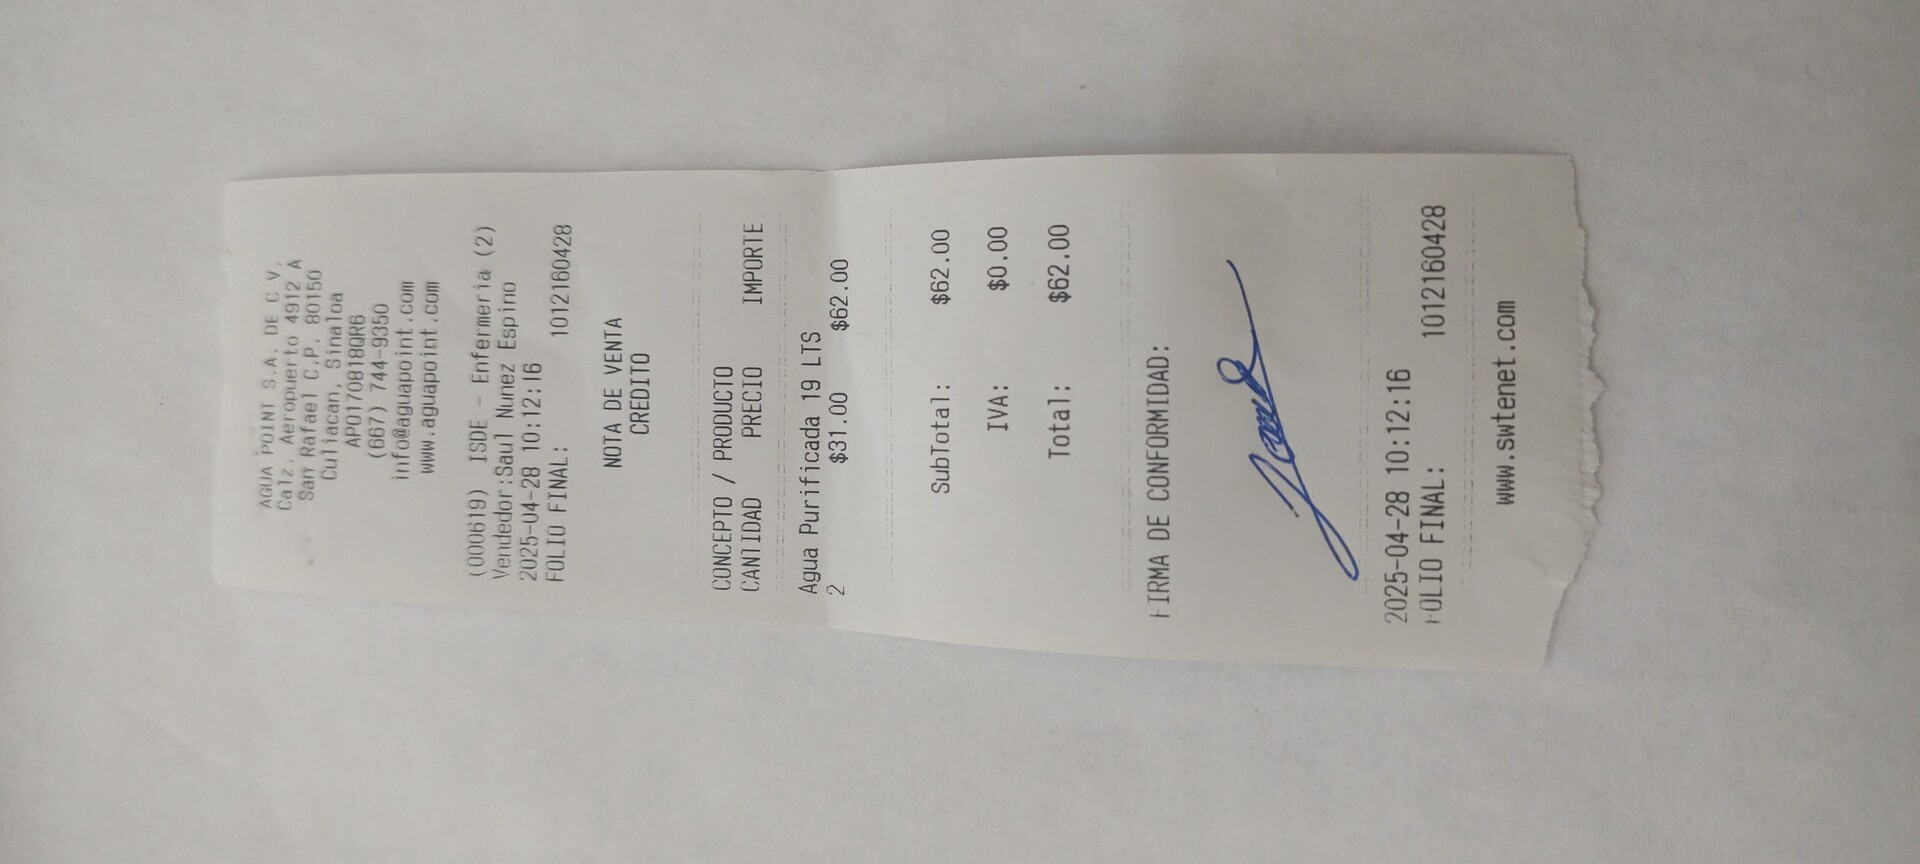 AGUA POINT S.A. DE C.V.
Calz. Aeropuerto 4912 A
San Rafael C.P. 80150
Culiacan, Sinaloa
APO170818QR6
(667) 744-9350
info@aguapoint.com
www.aguapoint.com
(000619) ISDE - Enfermeria (2)
Vendedor:Saul Nunez Espino
2025-04-28 10:12:16
FOLIO FINAL: 1012160428
NOTA DE VENTA
CREDITO
CONCEPTO / PRODUCTO
CANTIDAD PRECIO IMPORTE
Agua Purificada 19 LTS
2 $31.00 $62.00
SubTotal: $62.00
IVA: $0.00
Total: $62.00
FIRMA DE CONFORMIDAD:
2025-04-28 10:12:16
FOLIO FINAL: 1012160428
www.swtenet.com